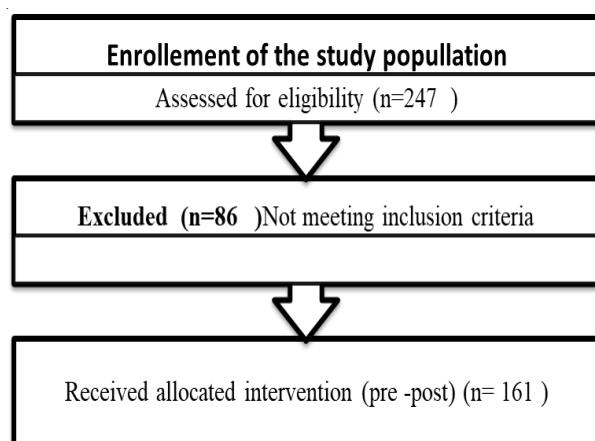 Enrollement of the study popullation
Assessed for eligibility (n=247 )
Excluded (n=86 )Not meeting inclusion criteria
Received allocated intervention (pre -post) (n= 161 )